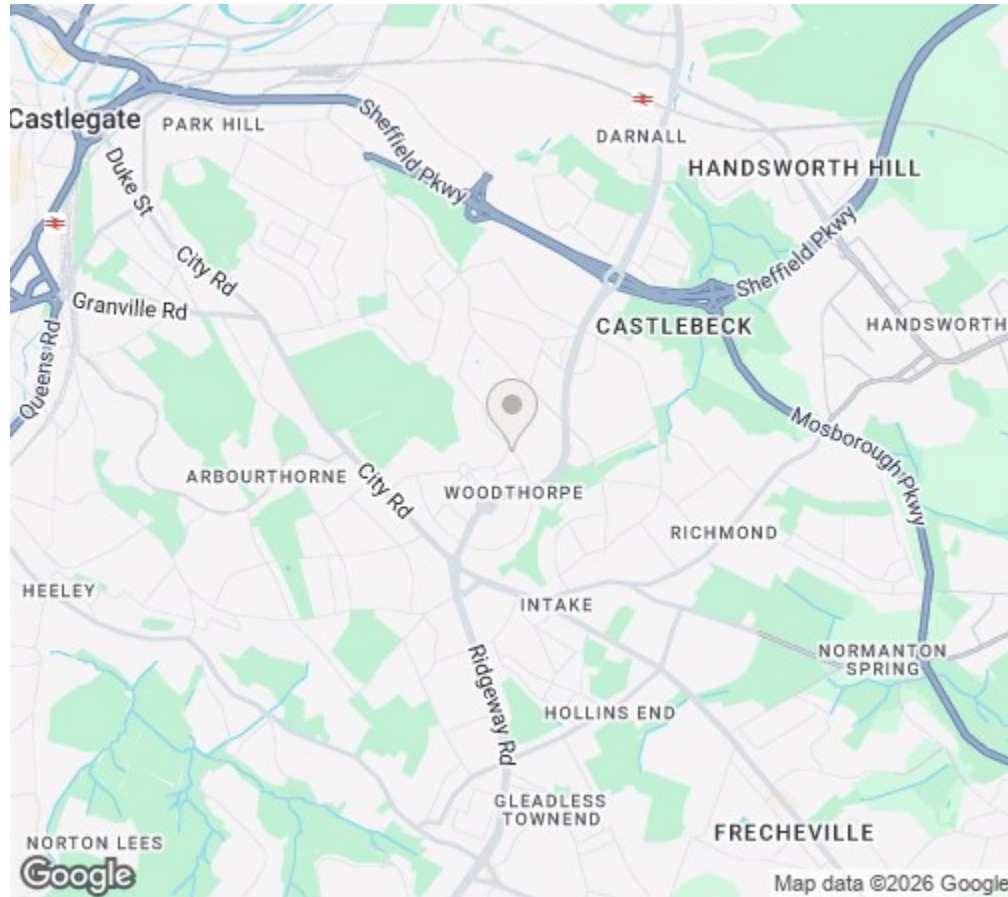 Castlegate
PARK HILL
Sheffield Pkwy
DARNALL
HANDSWORTH HILL
Duke St
City Rd
Sheffield Pkwy
Granville Rd
CASTLEBECK
HANDSWORTH
Queens Rd
Mosborough Pkwy
ARBOURTHORNE
City Rd
WOODTHORPE
RICHMOND
HEELEY
INTAKE
NORMANTON
SPRING
Ridgeway Rd
HOLLINS END
GLEADLESS
TOWNEND
FRECHEVILLE
NORTON LEES
Google
Map data ©2026 Google